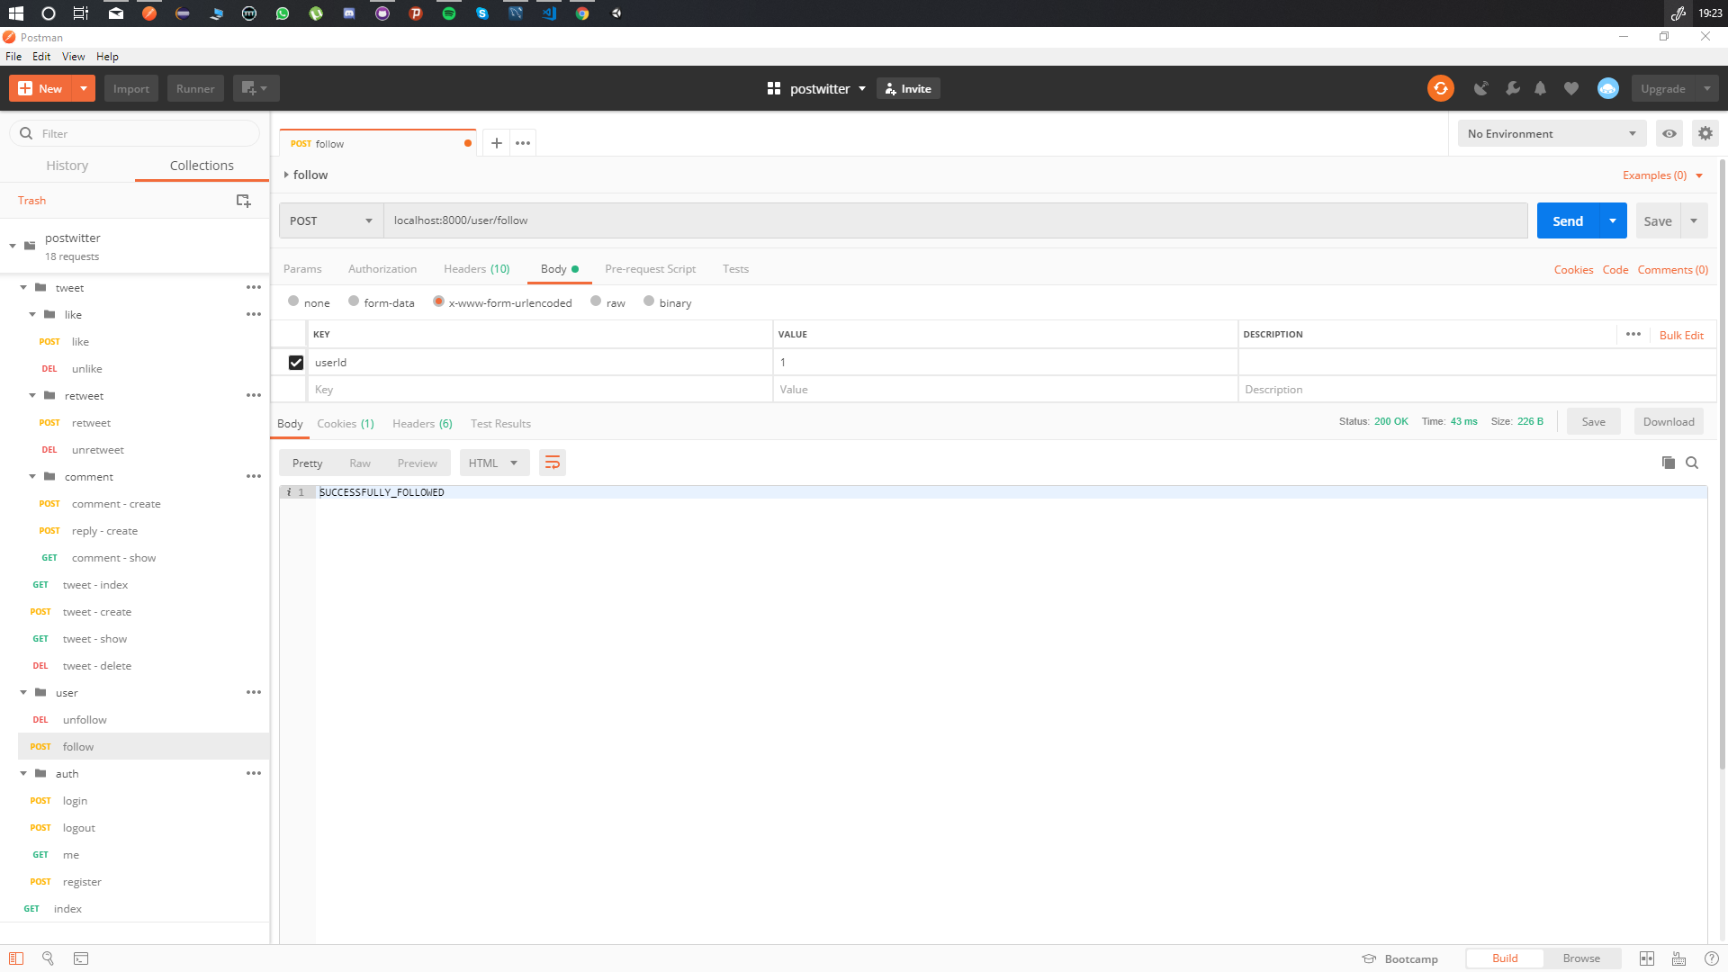 19:23
Postman
File Edit View Help
New Import Runner postwitter Invite Upgrade
Filter
History Collections
Trash
postwitter
18 requests
tweet
like
POST like
DEL unlike
retweet
POST retweet
DEL unretweet
comment
POST comment - create
POST reply - create
GET comment - show
GET tweet - index
POST tweet - create
GET tweet - show
DEL tweet - delete
user
DEL unfollow
POST follow
auth
POST login
POST logout
GET me
POST register
GET index
POST follow
No Environment
follow
Examples (0)
POST localhost:8000/user/follow Send Save
Params Authorization Headers (10) Body Pre-request Script Tests Cookies Code Comments (0)
none form-data x-www-form-urlencoded raw binary
KEY VALUE DESCRIPTION Bulk Edit
userId 1
Key Value Description
Body Cookies (1) Headers (6) Test Results Status: 200 OK Time: 43 ms Size: 226 B Save Download
Pretty Raw Preview HTML
i 1 SUCCESSFULLY_FOLLOWED
Bootcamp Build Browse